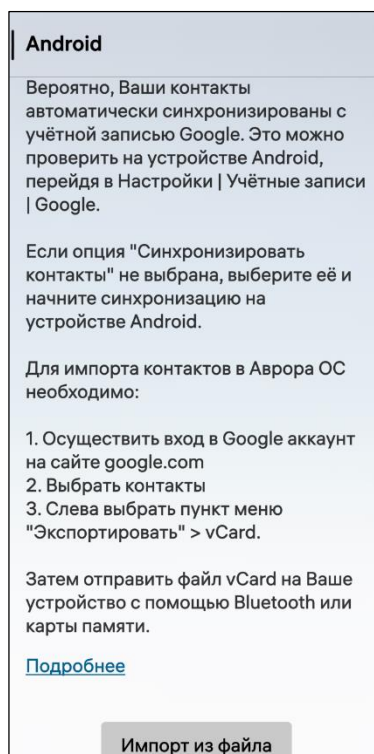 Android
Вероятно, Ваши контакты
автоматически синхронизированы с
учётной записью Google. Это можно
проверить на устройстве Android,
перейдя в Настройки | Учётные записи
| Google.
Если опция "Синхронизировать
контакты" не выбрана, выберите её и
начните синхронизацию на
устройстве Android.
Для импорта контактов в Аврора ОС
необходимо:
1. Осуществить вход в Google аккаунт
на сайте google.com
2. Выбрать контакты
3. Слева выбрать пункт меню
"Экспортировать" > vCard.
Затем отправить файл vCard на Ваше
устройство с помощью Bluetooth или
карты памяти.
Подробнее
Импорт из файла